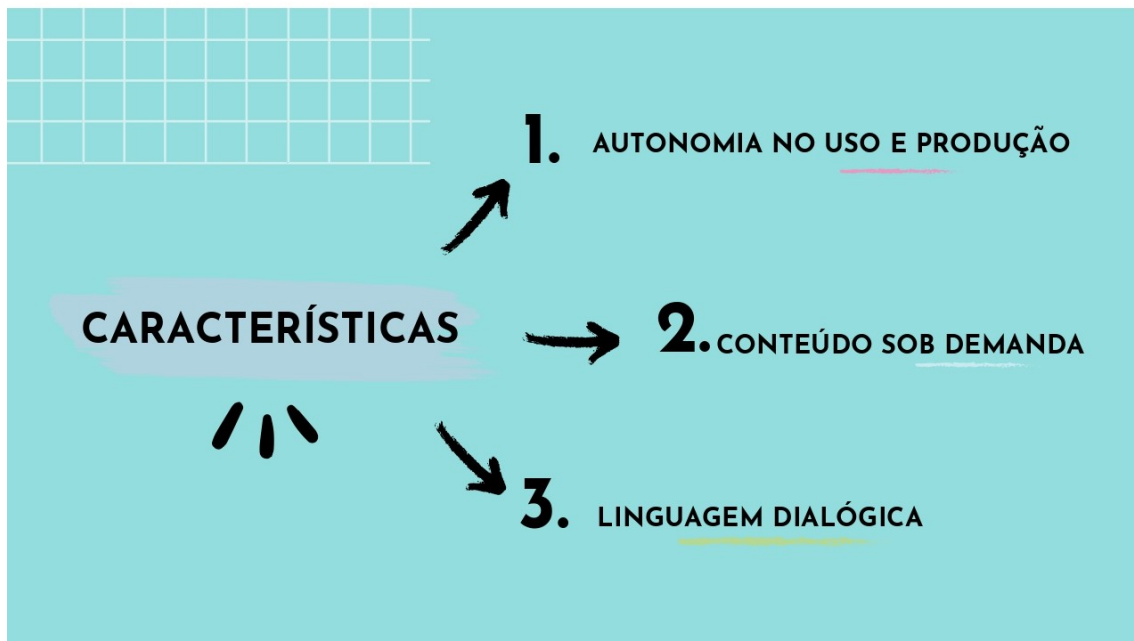 1. AUTONOMIA NO USO E PRODUÇÃO
CARACTERÍSTICAS
2. CONTEÚDO SOB DEMANDA
3. LINGUAGEM DIALÓGICA